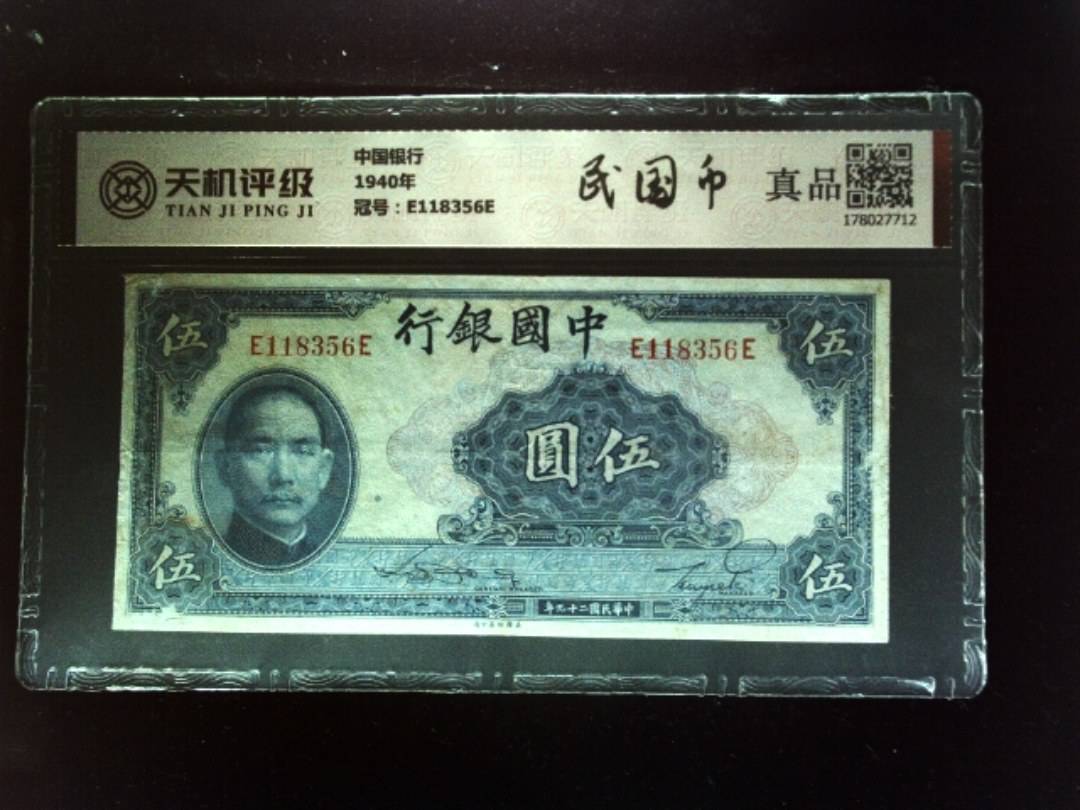 天机评级
TIAN JI PING JI
中国银行
1940年
冠号：E118356E
民国币
真品
178027712
行銀國中
E118356E
E118356E
伍
伍
圓伍
伍
伍
年九十二國民華中